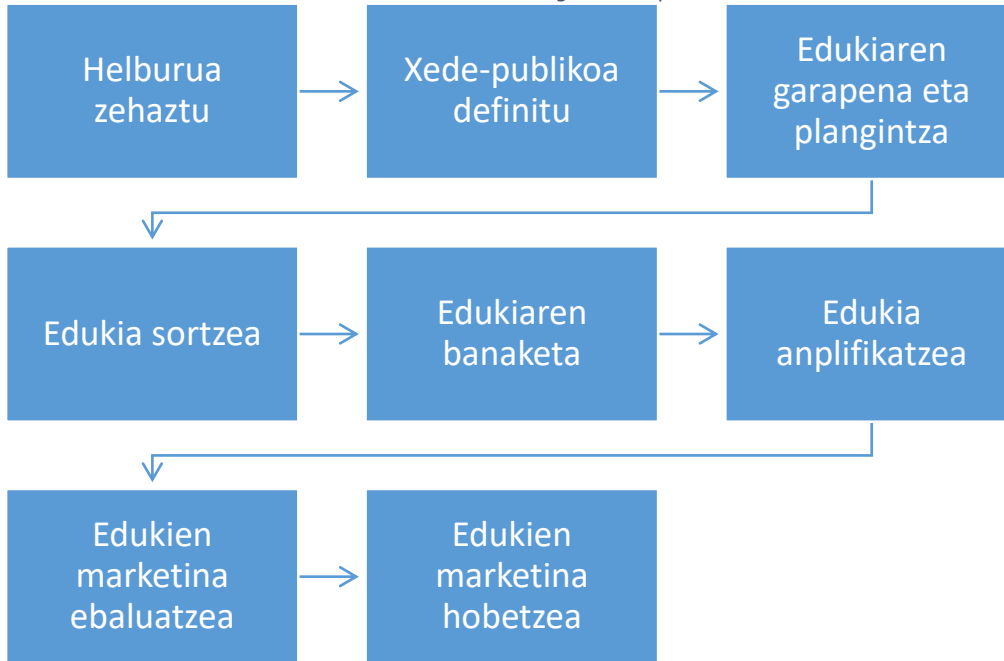 Helburua
zehaztu
Xede-publikoa
definitu
Edukiaren
garapena eta
plangintza
Edukia sortzea
Edukiaren
banaketa
Edukia
anplifikatzea
Edukien
marketina
ebaluatzea
Edukien
marketina
hobetzea